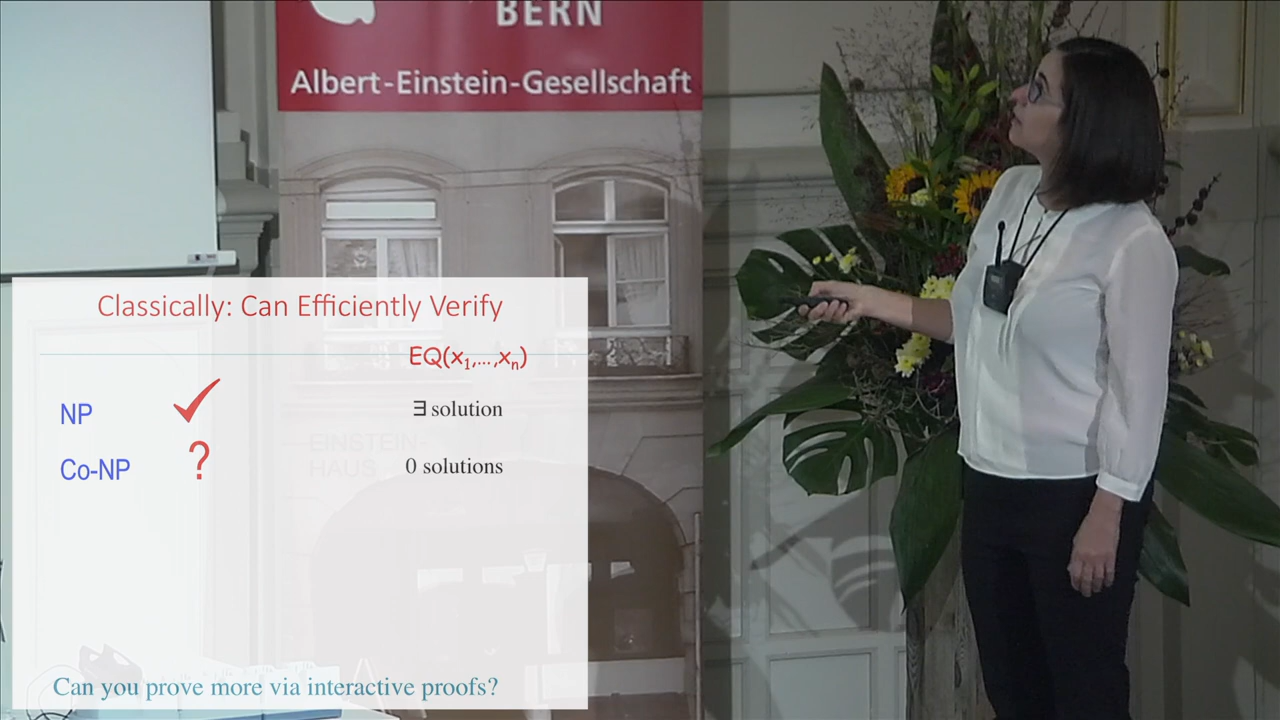 BERN
Albert-Einstein-Gesellschaft
EINSTEIN-
HAUS
Classically: Can Efficiently Verify
EQ(x₁,...,xₙ)
NP ✓ ∃ solution
Co-NP ? 0 solutions
Can you prove more via interactive proofs?